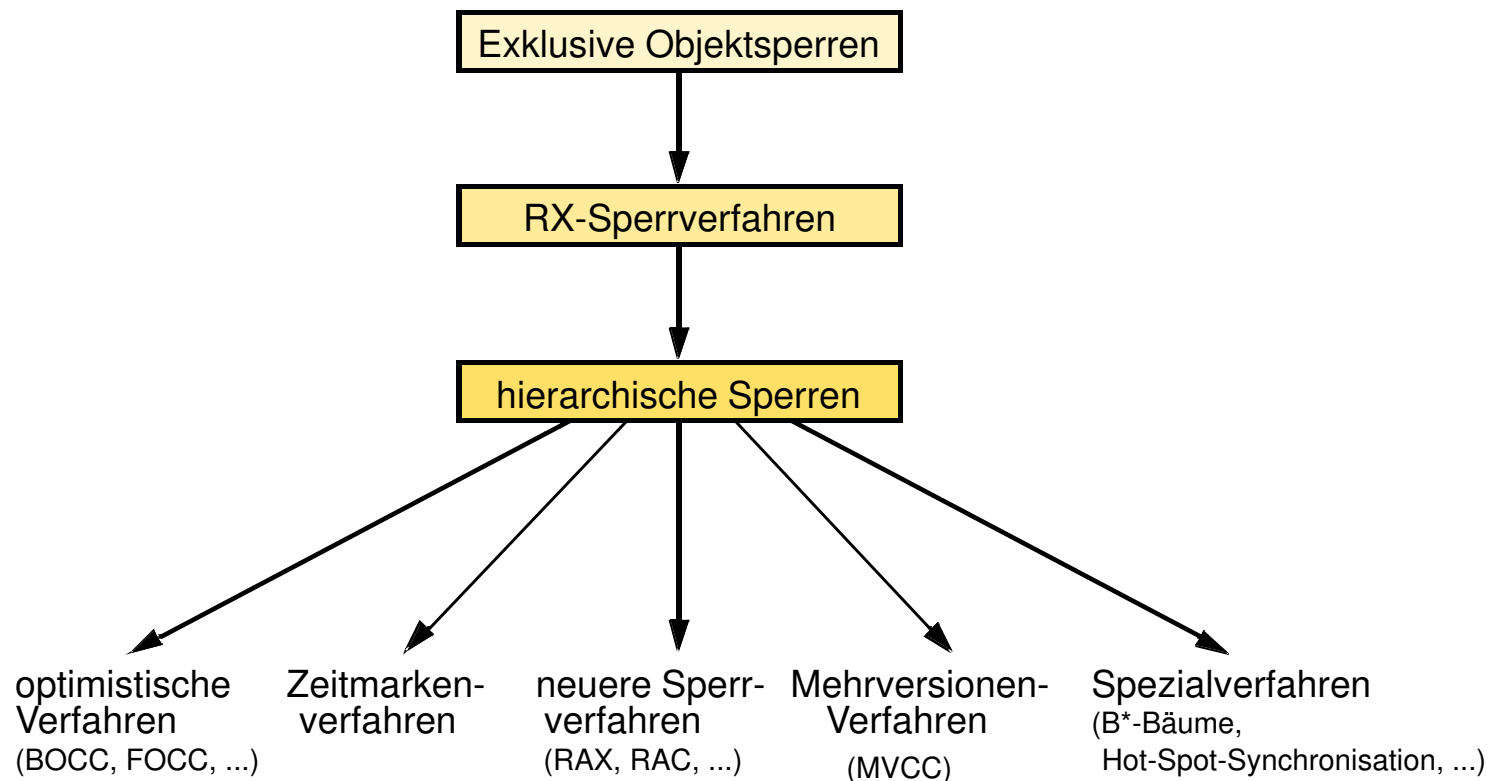 Exklusive Objektsperren
RX-Sperrverfahren
hierarchische Sperren
optimistische
Verfahren
(BOCC, FOCC, ...)
Zeitmarken-
verfahren
neuere Sperr-
verfahren
(RAX, RAC, ...)
Mehrversionen-
Verfahren
(MVCC)
Spezialverfahren
(B*-Bäume,
Hot-Spot-Synchronisation, ...)